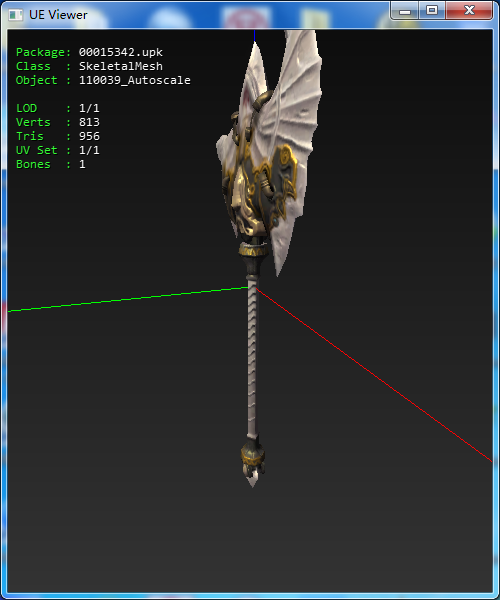 UE Viewer
Package: 00015342.upk
Class : SkeletalMesh
Object : 110039_Autoscale
LOD : 1/1
Verts : 813
Tris : 956
UV Set : 1/1
Bones : 1